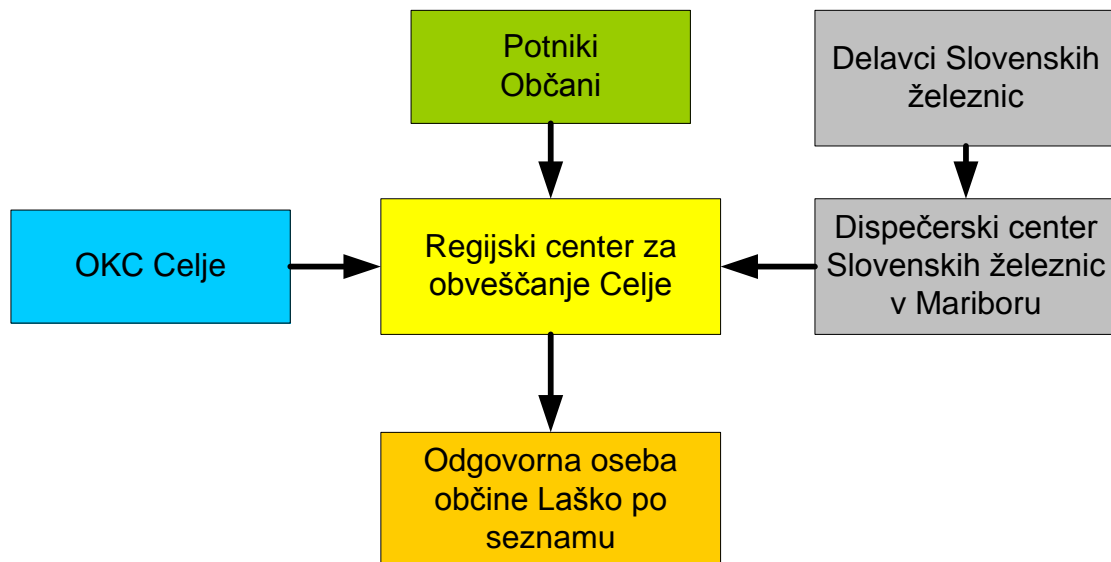 Potniki
Občani
Delavci Slovenskih
železnic
OKC Celje
Regijski center za
obveščanje Celje
Dispečerski center
Slovenskih železnic
v Mariboru
Odgovorna oseba
občine Laško po
seznamu